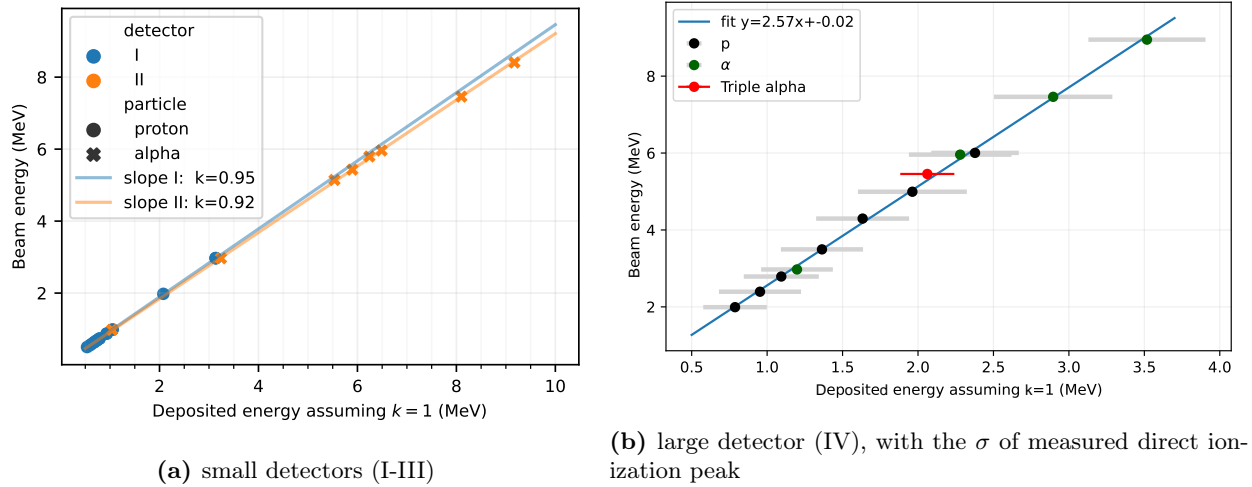 detector
I
II
particle
proton
alpha
slope I:  k=0.95
slope II: k=0.92
Beam energy (MeV)
8
6
4
2
2
4
6
8
10
Deposited energy assuming k = 1 (MeV)
(a) small detectors (I-III)
fit y=2.57x+-0.02
p
α
Triple alpha
Beam energy (MeV)
8
6
4
2
0.5
1.0
1.5
2.0
2.5
3.0
3.5
4.0
Deposited energy assuming k=1 (MeV)
(b) large detector (IV), with the σ of measured direct ion-
ization peak